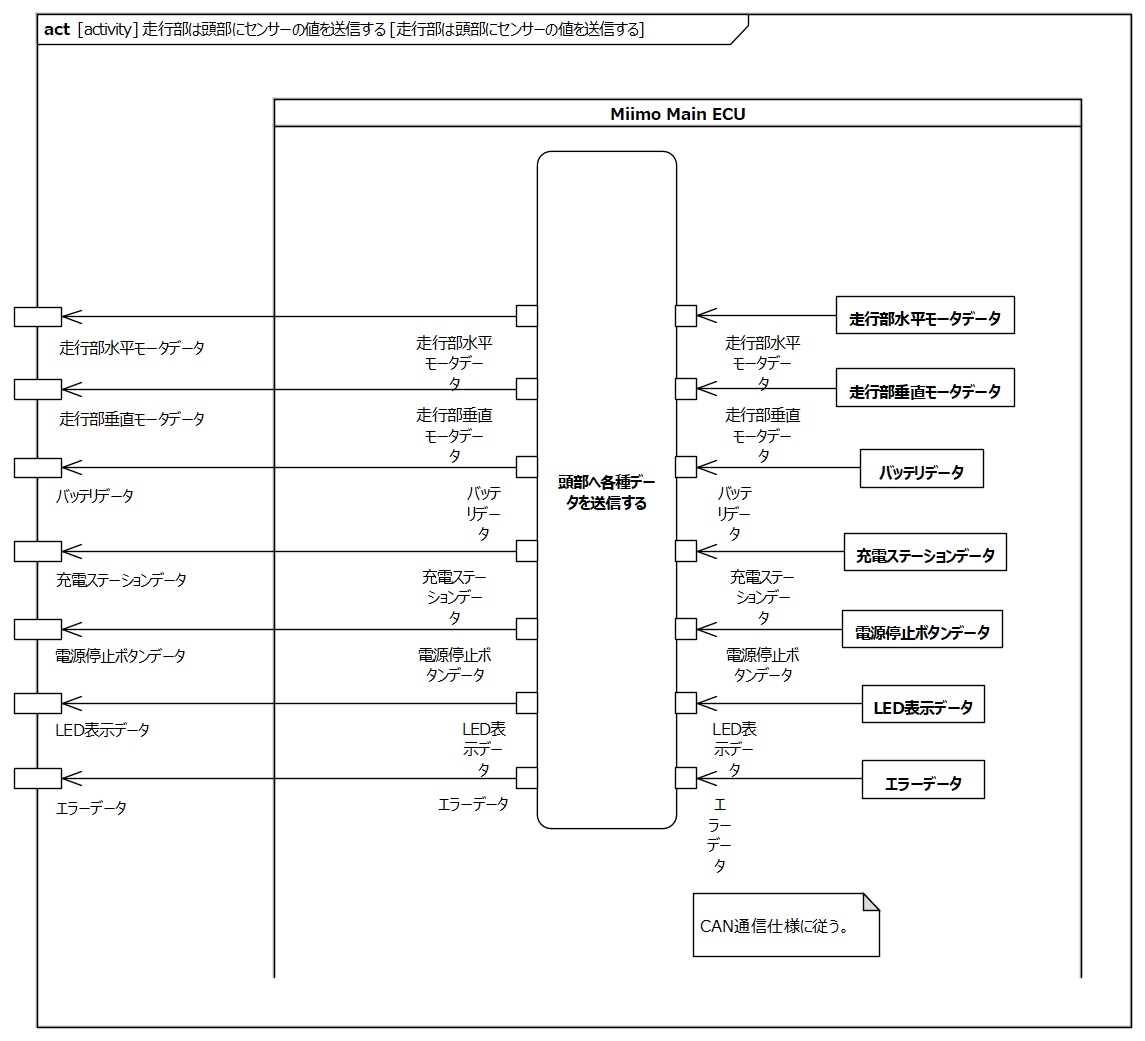 act [activity] 走行部は頭部にセンサーの値を送信する [走行部は頭部にセンサーの値を送信する]
Miimo Main ECU
走行部水平モータデータ
走行部水平
モータデー
タ
走行部水平
モータデー
タ
走行部水平モータデータ
走行部垂直モータデータ
走行部垂直
モータデー
タ
走行部垂直
モータデー
タ
走行部垂直モータデータ
バッテリデータ
バッテ
リデー
タ
頭部へ各種デー
タを送信する
バッテ
リデー
タ
バッテリデータ
充電ステーションデータ
充電ステー
ションデー
タ
充電ステー
ションデー
タ
充電ステーションデータ
電源停止ボタンデータ
電源停止ボ
タンデータ
電源停止ボ
タンデータ
電源停止ボタンデータ
LED表示データ
LED表
示デー
タ
LED表
示デー
タ
LED表示データ
エラーデータ
エラーデータ
エ
ラー
デー
タ
エラーデータ
CAN通信仕様に従う。